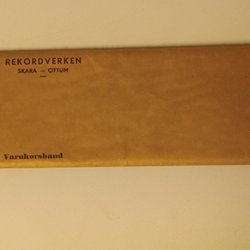 REKORDVERKEN
SKARA — OTTUM
Varukorsband